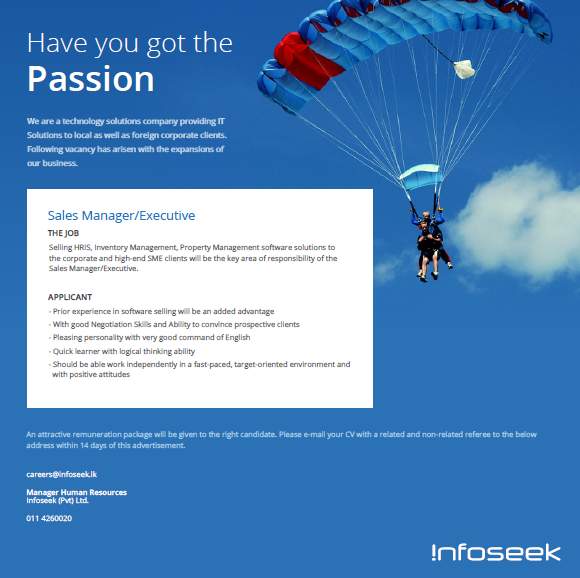 Have you got the
Passion
We are a technology solutions company providing IT
Solutions to local as well as foreign corporate clients.
Following vacancy has arisen with the expansions of
our business.
Sales Manager/Executive
THE JOB
Selling HRIS, Inventory Management, Property Management software solutions to
the corporate and high-end SME clients will be the key area of responsibility of the
Sales Manager/Executive.
APPLICANT
- Prior experience in software selling will be an added advantage
- With good Negotiation Skills and Ability to convince prospective clients
- Pleasing personality with very good command of English
- Quick learner with logical thinking ability
- Should be able work independently in a fast-paced, target-oriented environment and
with positive attitudes
An attractive remuneration package will be given to the right candidate. Please e-mail your CV with a related and non-related referee to the below
address within 14 days of this advertisement.
careers@infoseek.lk
Manager Human Resources
Infoseek (Pvt) Ltd.
011 4260020
infoseek